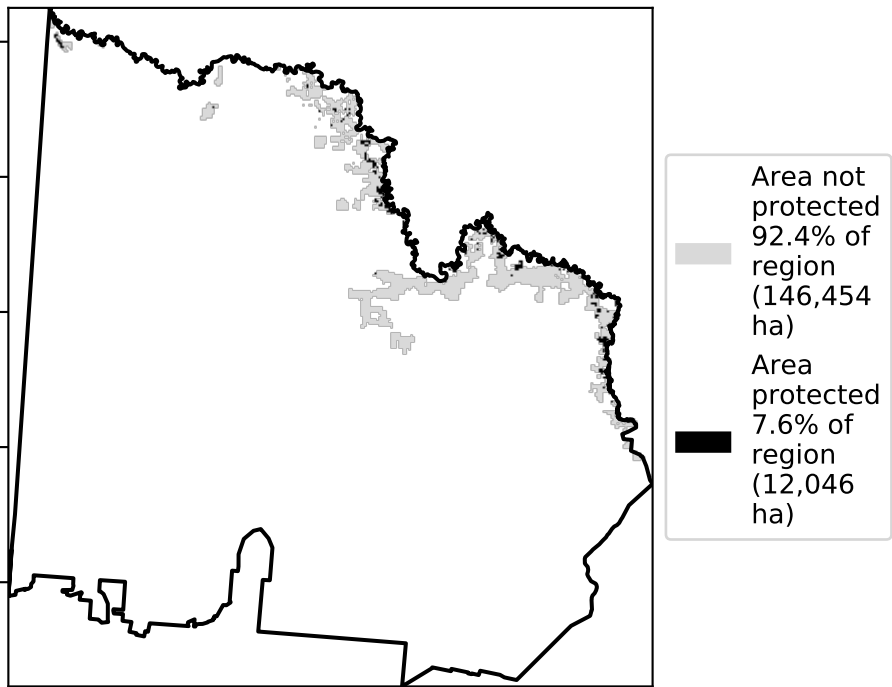 Area not
protected
92.4% of
region
(146,454
ha)
Area
protected
7.6% of
region
(12,046
ha)